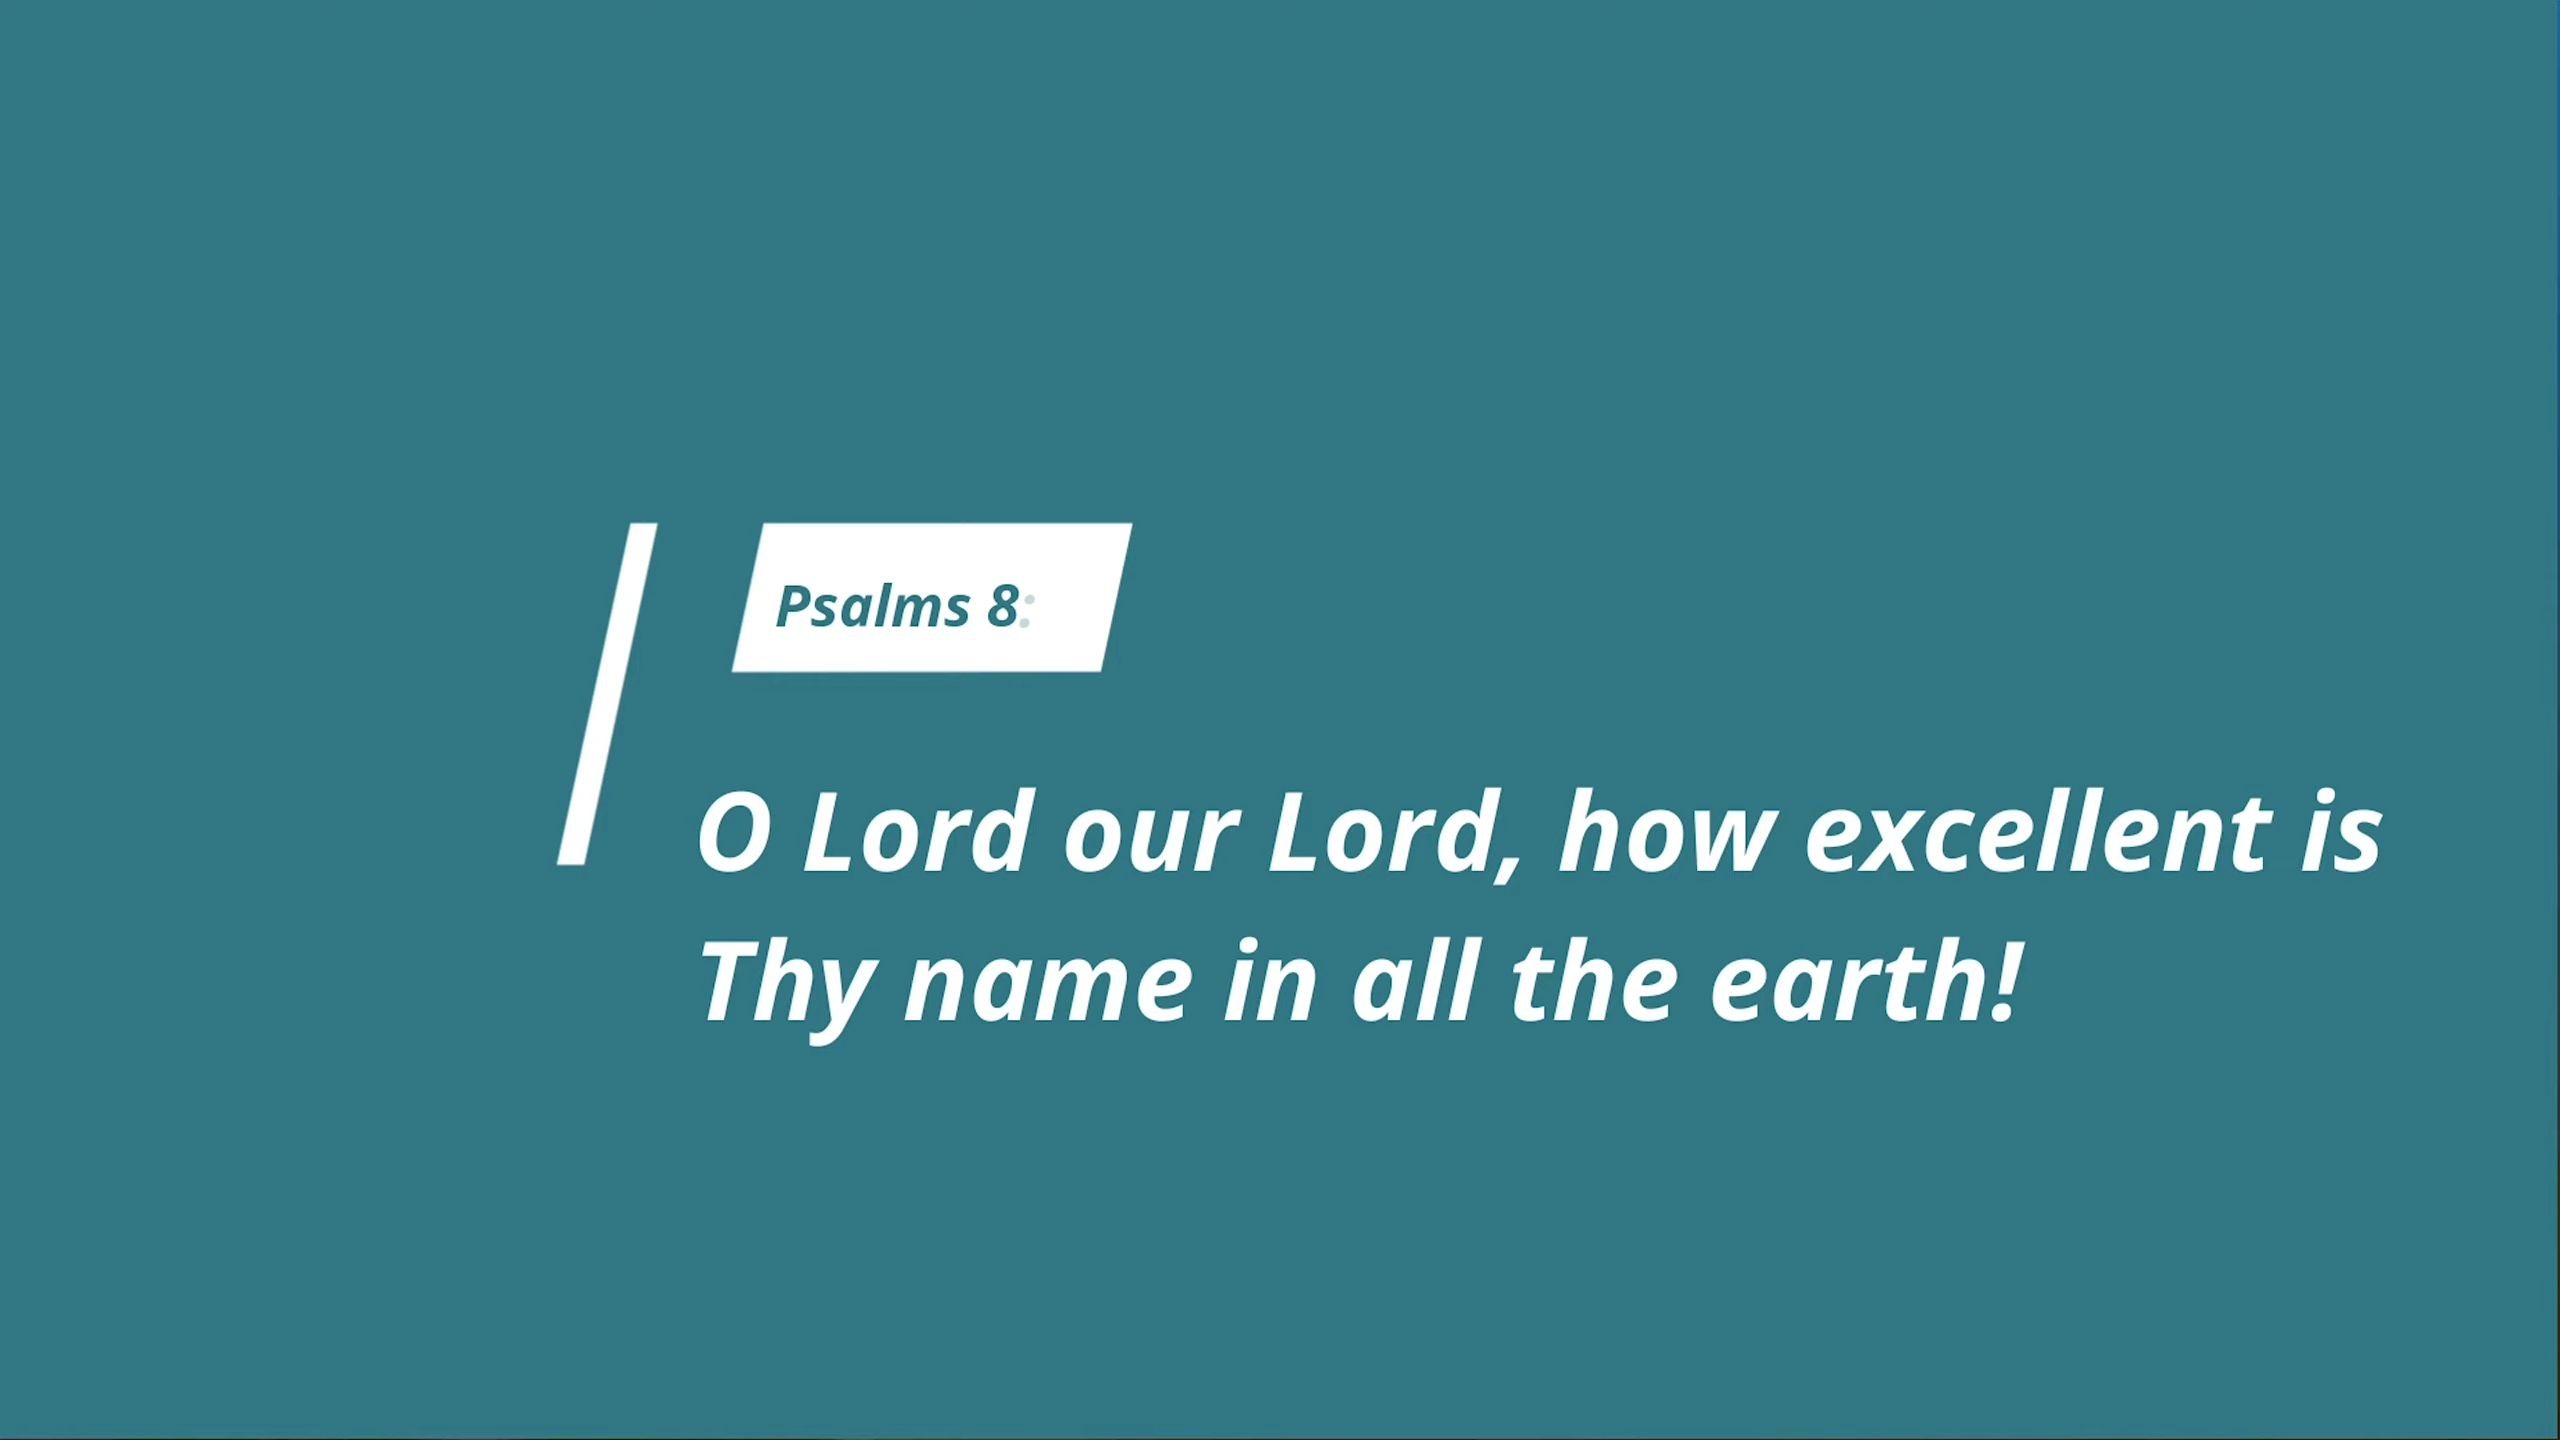 Psalms 8:
O Lord our Lord, how excellent is
Thy name in all the earth!